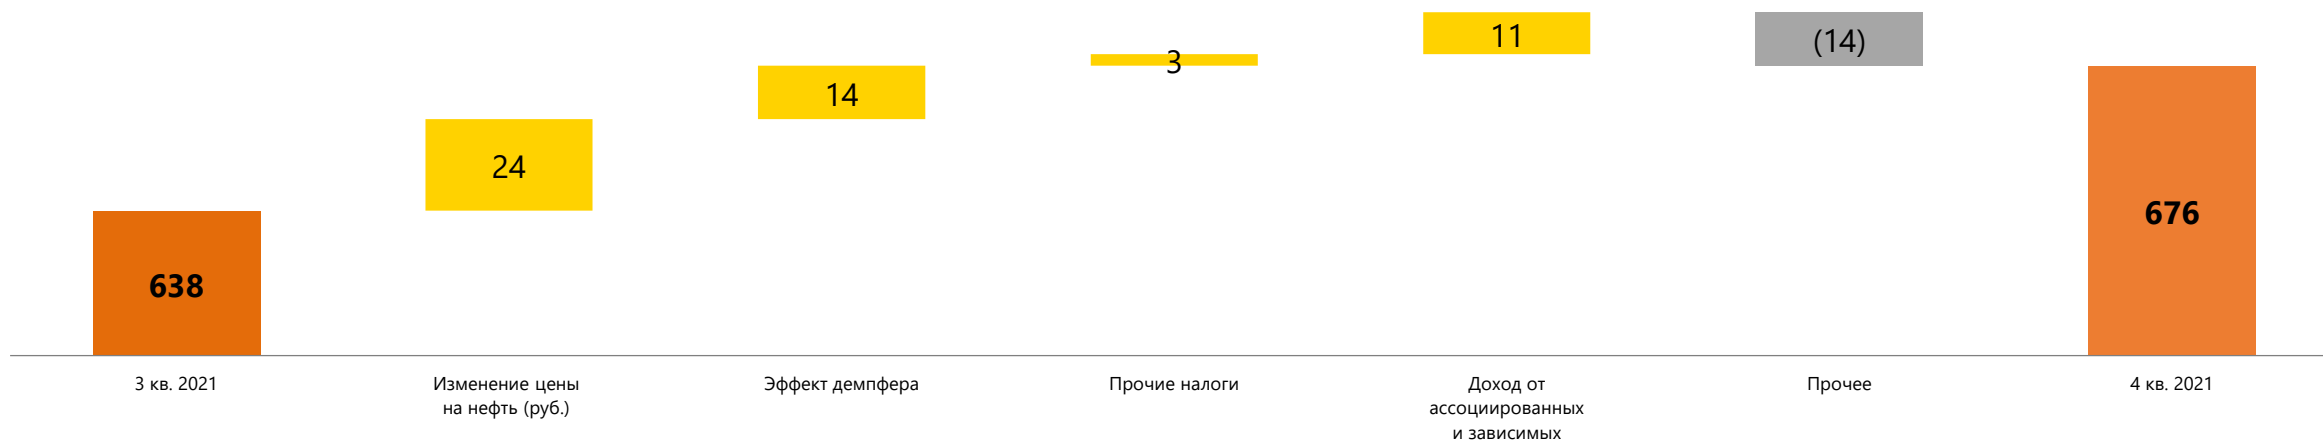 11
(14)
3
14
24
676
638
3 кв. 2021
Изменение цены
на нефть (руб.)
Эффект демпфера
Прочие налоги
Доход от
ассоциированных
и зависимых
Прочее
4 кв. 2021